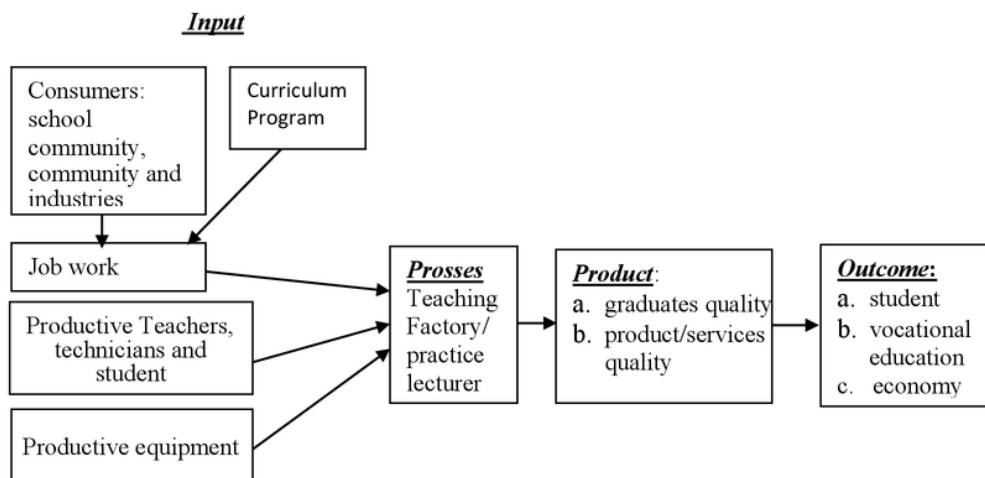 Input
Consumers:
school
community,
community and
industries
Curriculum
Program
Job work
Productive Teachers,
technicians and
student
Productive equipment
Prosses
Teaching
Factory/
practice
lecturer
Product:
a. graduates quality
b. product/services
quality
Outcome:
a. student
b. vocational
education
c. economy